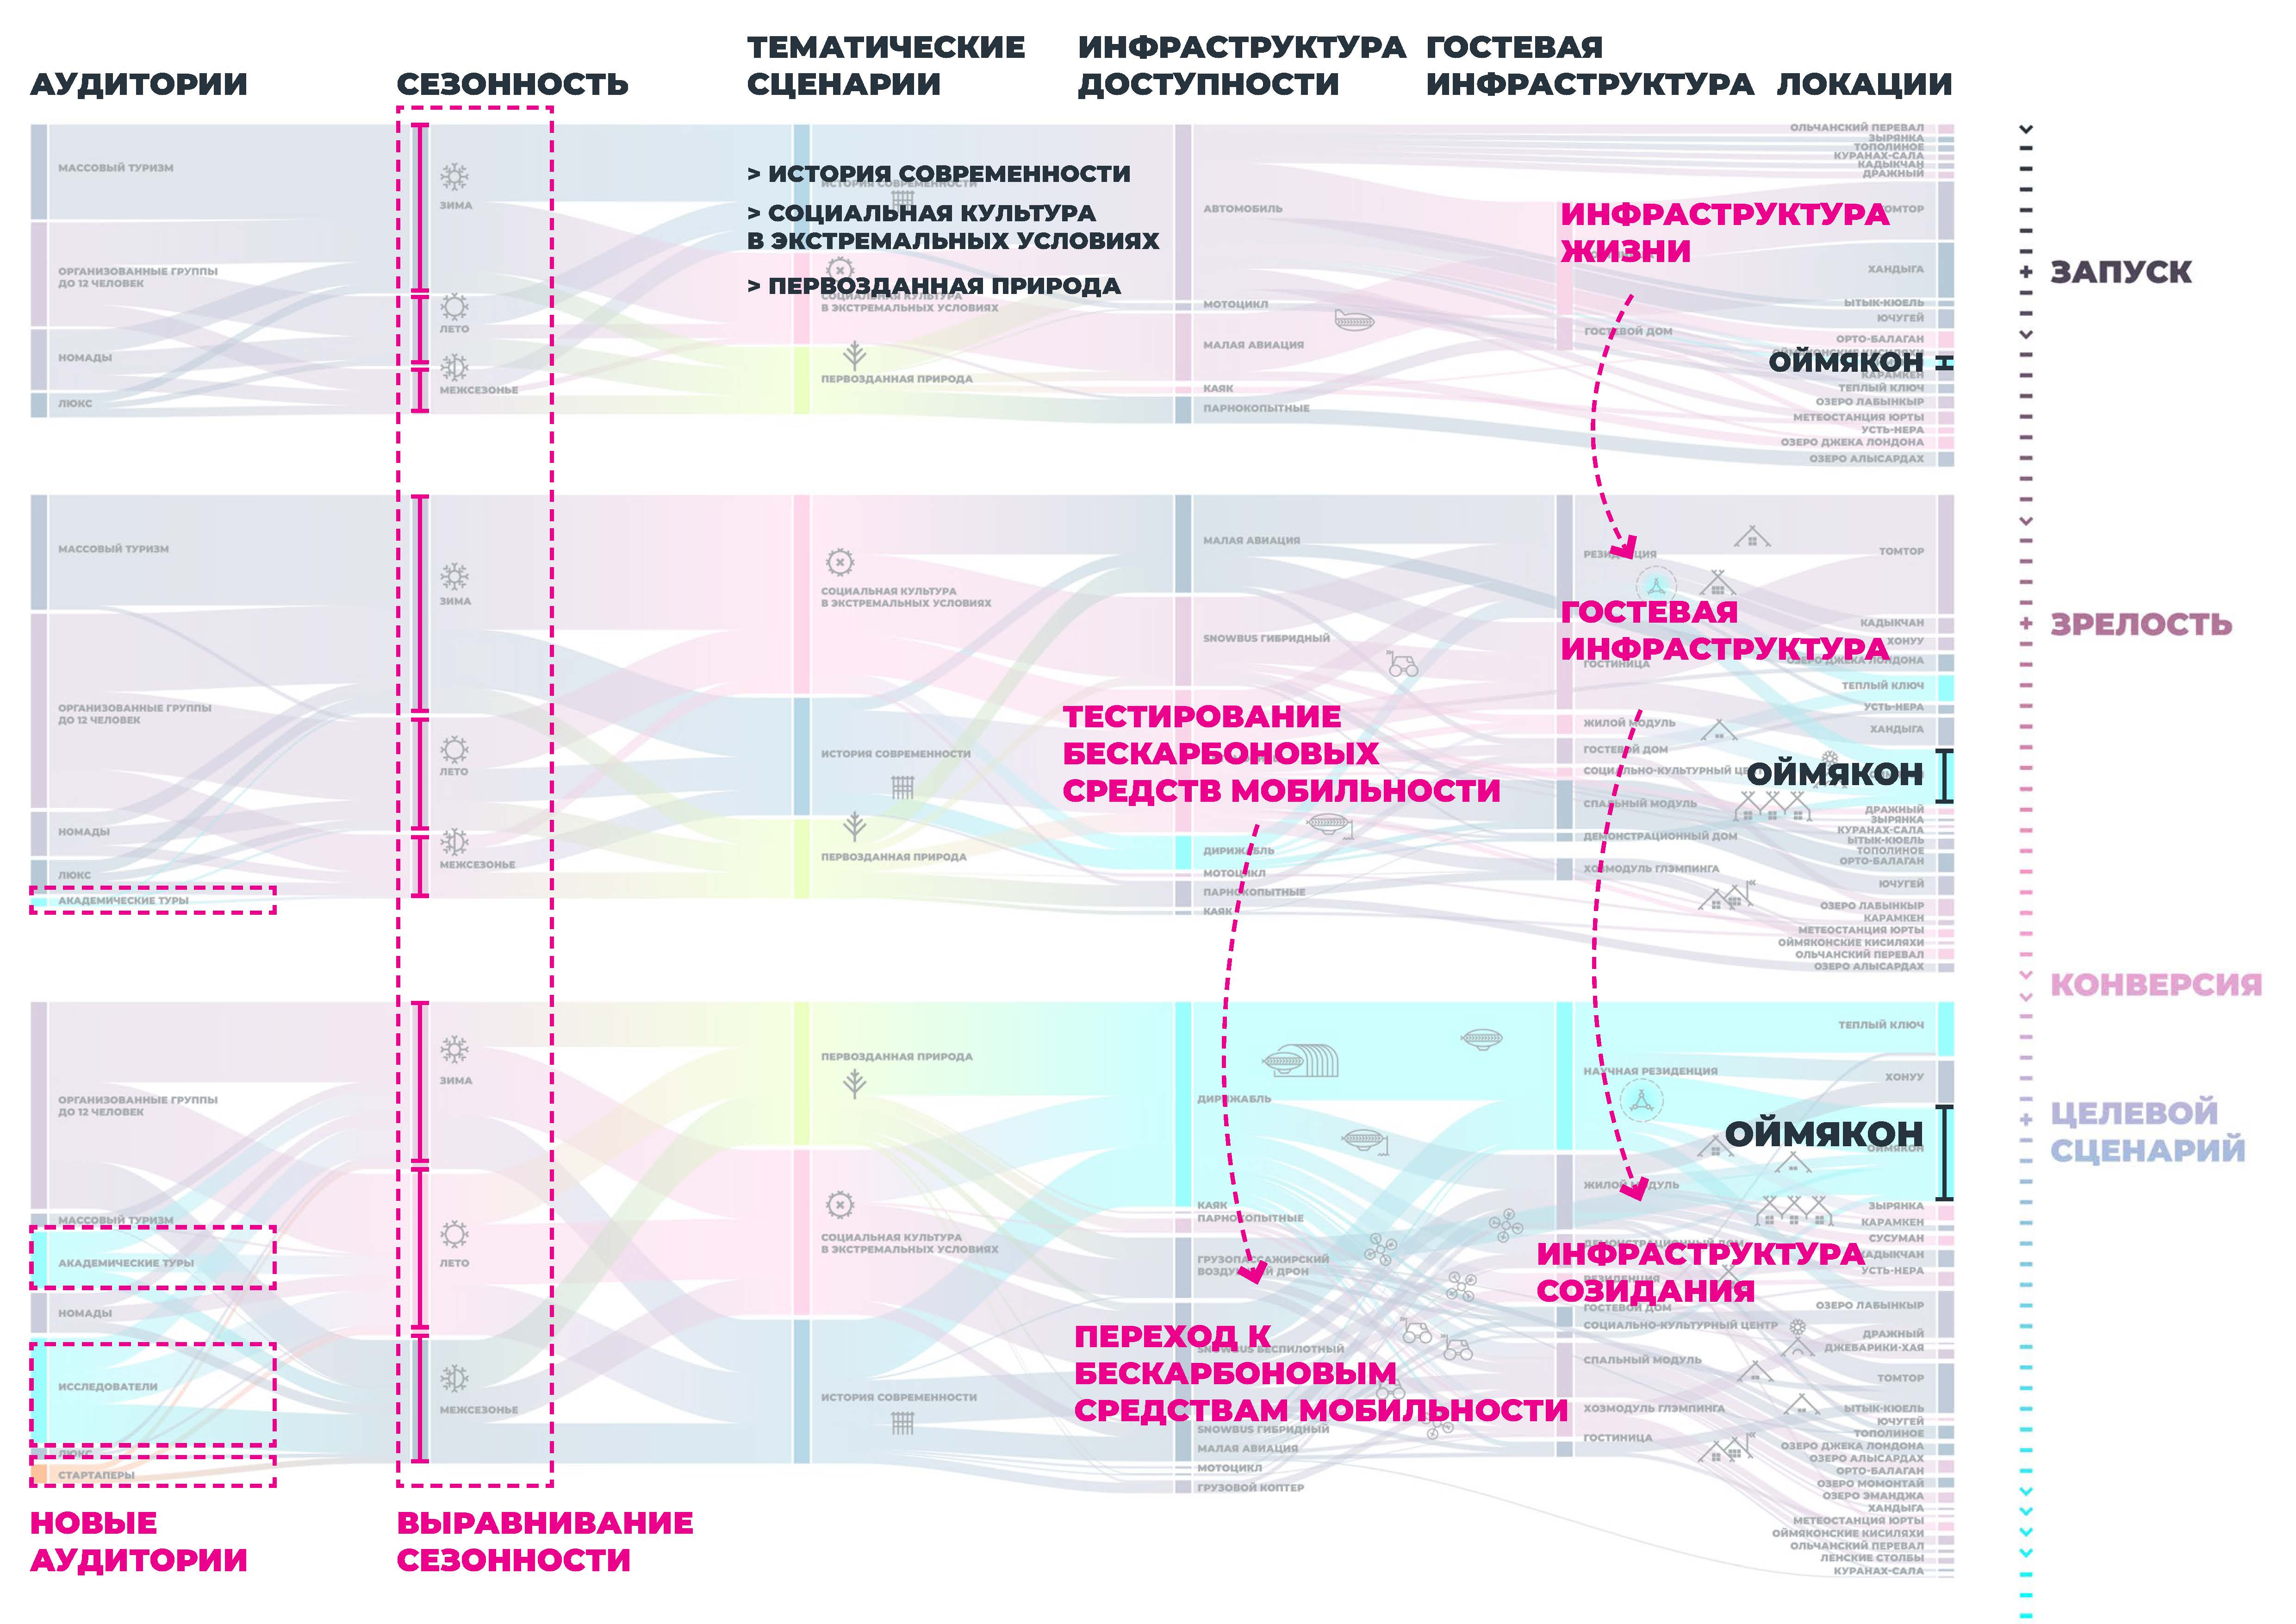 АУДИТОРИИ
СЕЗОННОСТЬ
ТЕМАТИЧЕСКИЕ
СЦЕНАРИИ
ИНФРАСТРУКТУРА
ДОСТУПНОСТИ
ГОСТЕВАЯ
ИНФРАСТРУКТУРА
ЛОКАЦИИ
МАССОВЫЙ ТУРИЗМ
ОРГАНИЗОВАННЫЕ ГРУППЫ
ДО 12 ЧЕЛОВЕК
НОМАДЫ
ЛЮКС
ЗИМА
ЛЕТО
МЕЖСЕЗОНЬЕ
> ИСТОРИЯ СОВРЕМЕННОСТИ
ИСТОРИЯ СОВРЕМЕННОСТИ
> СОЦИАЛЬНАЯ КУЛЬТУРА
В ЭКСТРЕМАЛЬНЫХ УСЛОВИЯХ
> ПЕРВОЗДАННАЯ ПРИРОДА
СОЦИАЛЬНАЯ КУЛЬТУРА
В ЭКСТРЕМАЛЬНЫХ УСЛОВИЯХ
ПЕРВОЗДАННАЯ ПРИРОДА
АВТОМОБИЛЬ
МОТОЦИКЛ
МАЛАЯ АВИАЦИЯ
КАЯК
ПАРНОКОПЫТНЫЕ
ИНФРАСТРУКТУРА
ЖИЗНИ
ГОСТЕВОЙ ДОМ
ОЛЬЧАНСКИЙ ПЕРЕВАЛ
ЗЫРЯНКА
ТОПОЛИНОЕ
КУРАНАХ-САЛА
КАДЫКЧАН
ДРАЖНЫЙ
ТОМТОР
ХАНДЫГА
ЫТЫК-КЮЕЛЬ
ЮЧУГЕЙ
ОРТО-БАЛАГАН
ОЙМЯКОН
КАРАМКЕН
ТЕПЛЫЙ КЛЮЧ
ОЗЕРО ЛАБЫНКЫР
МЕТЕОСТАНЦИЯ ЮРТЫ
УСТЬ-НЕРА
ОЗЕРО ДЖЕКА ЛОНДОНА
ОЗЕРО АЛЫСАРДАХ
ЗАПУСК
МАССОВЫЙ ТУРИЗМ
ОРГАНИЗОВАННЫЕ ГРУППЫ
ДО 12 ЧЕЛОВЕК
НОМАДЫ
ЛЮКС
АКАДЕМИЧЕСКИЕ ТУРЫ
ЗИМА
ЛЕТО
МЕЖСЕЗОНЬЕ
СОЦИАЛЬНАЯ КУЛЬТУРА
В ЭКСТРЕМАЛЬНЫХ УСЛОВИЯХ
ИСТОРИЯ СОВРЕМЕННОСТИ
ПЕРВОЗДАННАЯ ПРИРОДА
МАЛАЯ АВИАЦИЯ
SNOWBUS ГИБРИДНЫЙ
ТЕСТИРОВАНИЕ
БЕСКАРБОНОВЫХ
СРЕДСТВ МОБИЛЬНОСТИ
ДИРИЖАБЛЬ
МОТОЦИКЛ
ПАРНОКОПЫТНЫЕ
КАЯК
РЕЗИДЕНЦИЯ
ГОСТЕВАЯ
ИНФРАСТРУКТУРА
ГОСТИНИЦА
ЖИЛОЙ МОДУЛЬ
ГОСТЕВОЙ ДОМ
СОЦИАЛЬНО-КУЛЬТУРНЫЙ ЦЕНТР
СПАЛЬНЫЙ МОДУЛЬ
ДЕМОНСТРАЦИОННЫЙ ДОМ
ХОЗМОДУЛЬ ГЛЭМПИНГА
ТОМТОР
КАДЫКЧАН
ХОНУУ
ОЗЕРО ДЖЕКА ЛОНДОНА
ТЕПЛЫЙ КЛЮЧ
УСТЬ-НЕРА
ХАНДЫГА
ОЙМЯКОН
ДРАЖНЫЙ
ЗЫРЯНКА
КУРАНАХ-САЛА
ЫТЫК-КЮЕЛЬ
ТОПОЛИНОЕ
ОРТО-БАЛАГАН
ЮЧУГЕЙ
ОЗЕРО ЛАБЫНКЫР
КАРАМКЕН
МЕТЕОСТАНЦИЯ ЮРТЫ
ОЙМЯКОНСКИЕ КИСИЛЯХИ
ОЛЬЧАНСКИЙ ПЕРЕВАЛ
ОЗЕРО АЛЫСАРДАХ
ЗРЕЛОСТЬ
КОНВЕРСИЯ
ОРГАНИЗОВАННЫЕ ГРУППЫ
ДО 12 ЧЕЛОВЕК
МАССОВЫЙ ТУРИЗМ
АКАДЕМИЧЕСКИЕ ТУРЫ
НОМАДЫ
ИССЛЕДОВАТЕЛИ
ЛЮКС
СТАРТАПЕРЫ
НОВЫЕ
АУДИТОРИИ
ЗИМА
ЛЕТО
МЕЖСЕЗОНЬЕ
ВЫРАВНИВАНИЕ
СЕЗОННОСТИ
ПЕРВОЗДАННАЯ ПРИРОДА
СОЦИАЛЬНАЯ КУЛЬТУРА
В ЭКСТРЕМАЛЬНЫХ УСЛОВИЯХ
ИСТОРИЯ СОВРЕМЕННОСТИ
ДИРИЖАБЛЬ
КАЯК
ПАРНОКОПЫТНЫЕ
ГРУЗОПАССАЖИРСКИЙ
ВОЗДУШНЫЙ ДРОН
ПЕРЕХОД К
БЕСКАРБОНОВЫМ
СРЕДСТВАМ МОБИЛЬНОСТИ
SNOWBUS БЕСПИЛОТНЫЙ
SNOWBUS ГИБРИДНЫЙ
МАЛАЯ АВИАЦИЯ
МОТОЦИКЛ
ГРУЗОВОЙ КОПТЕР
НАУЧНАЯ РЕЗИДЕНЦИЯ
ЖИЛОЙ МОДУЛЬ
ДЕМОНСТРАЦИОННЫЙ ДОМ
ИНФРАСТРУКТУРА
СОЗИДАНИЯ
РЕЗИДЕНЦИЯ
ГОСТЕВОЙ ДОМ
СОЦИАЛЬНО-КУЛЬТУРНЫЙ ЦЕНТР
СПАЛЬНЫЙ МОДУЛЬ
ХОЗМОДУЛЬ ГЛЭМПИНГА
ГОСТИНИЦА
ТЕПЛЫЙ КЛЮЧ
ХОНУУ
ОЙМЯКОН
ОЙМЯКОН
ЗЫРЯНКА
КАРАМКЕН
СУСУМАН
КАДЫКЧАН
УСТЬ-НЕРА
ОЗЕРО ЛАБЫНКЫР
ДРАЖНЫЙ
ДЖЕБАРИКИ-ХАЯ
ТОМТОР
ЫТЫК-КЮЕЛЬ
ЮЧУГЕЙ
ТОПОЛИНОЕ
ОЗЕРО ДЖЕКА ЛОНДОНА
ОЗЕРО АЛЫСАРДАХ
ОРТО-БАЛАГАН
ОЗЕРО МОМОНТАЙ
ОЗЕРО ЭМАНДЖА
ХАНДЫГА
МЕТЕОСТАНЦИЯ ЮРТЫ
ОЙМЯКОНСКИЕ КИСИЛЯХИ
ОЛЬЧАНСКИЙ ПЕРЕВАЛ
ЛЕНСКИЕ СТОЛБЫ
КУРАНАХ-САЛА
ЦЕЛЕВОЙ
СЦЕНАРИЙ